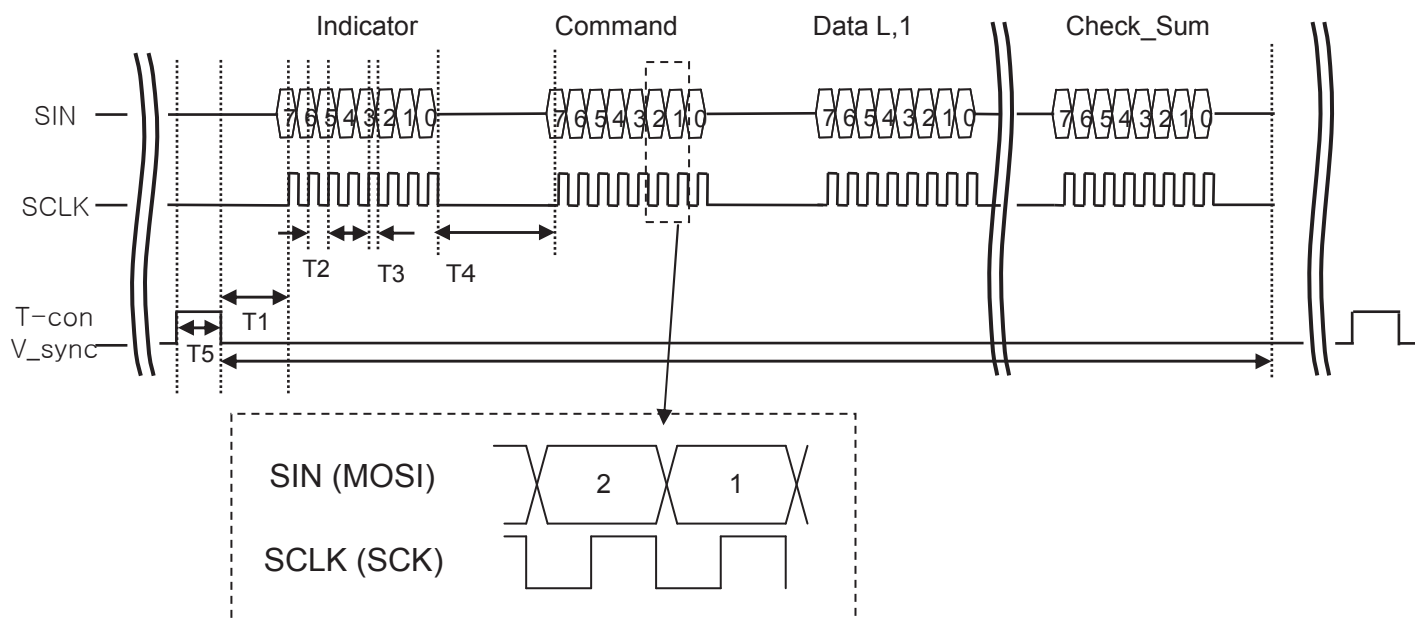 Indicator Command Data L,1 Check_Sum
SIN 7 6 5 4 3 2 1 0 7 6 5 4 3 2 1 0 7 6 5 4 3 2 1 0 7 6 5 4 3 2 1 0
SCLK
T2 T3 T4
T-con T1
V_sync T5
SIN (MOSI) 2 1
SCLK (SCK)